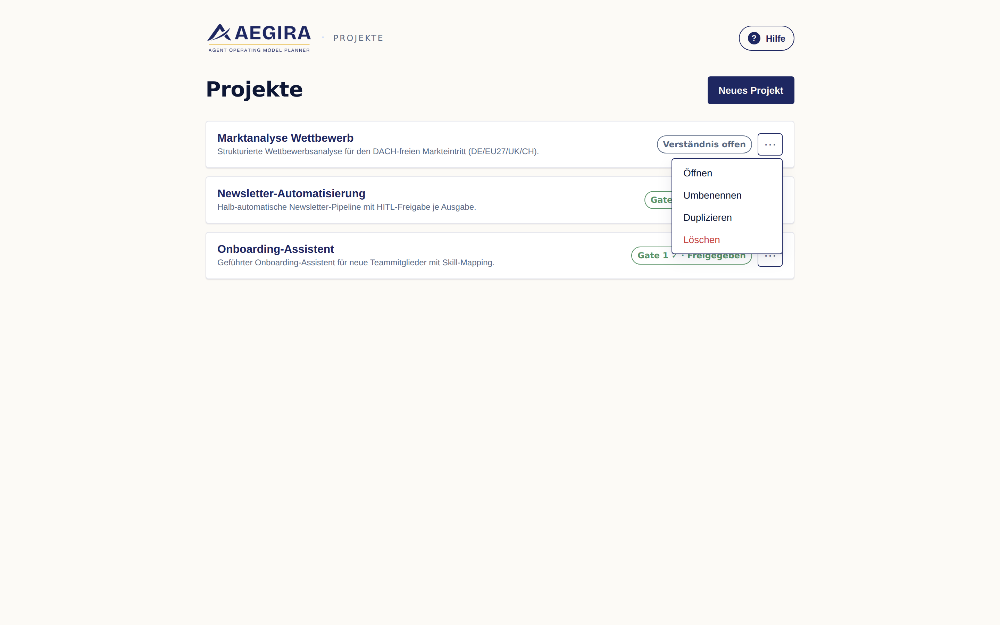 AEGIRA
AGENT OPERATING MODEL PLANNER
· PROJEKTE
? Hilfe
Projekte
Neues Projekt
Marktanalyse Wettbewerb
Strukturierte Wettbewerbsanalyse für den DACH-freien Markteintritt (DE/EU27/UK/CH).
Verständnis offen
···
Öffnen
Umbenennen
Duplizieren
Löschen
Newsletter-Automatisierung
Halb-automatische Newsletter-Pipeline mit HITL-Freigabe je Ausgabe.
Gate
Onboarding-Assistent
Geführter Onboarding-Assistent für neue Teammitglieder mit Skill-Mapping.
Gate 1 ✓ · Freigegeben
···